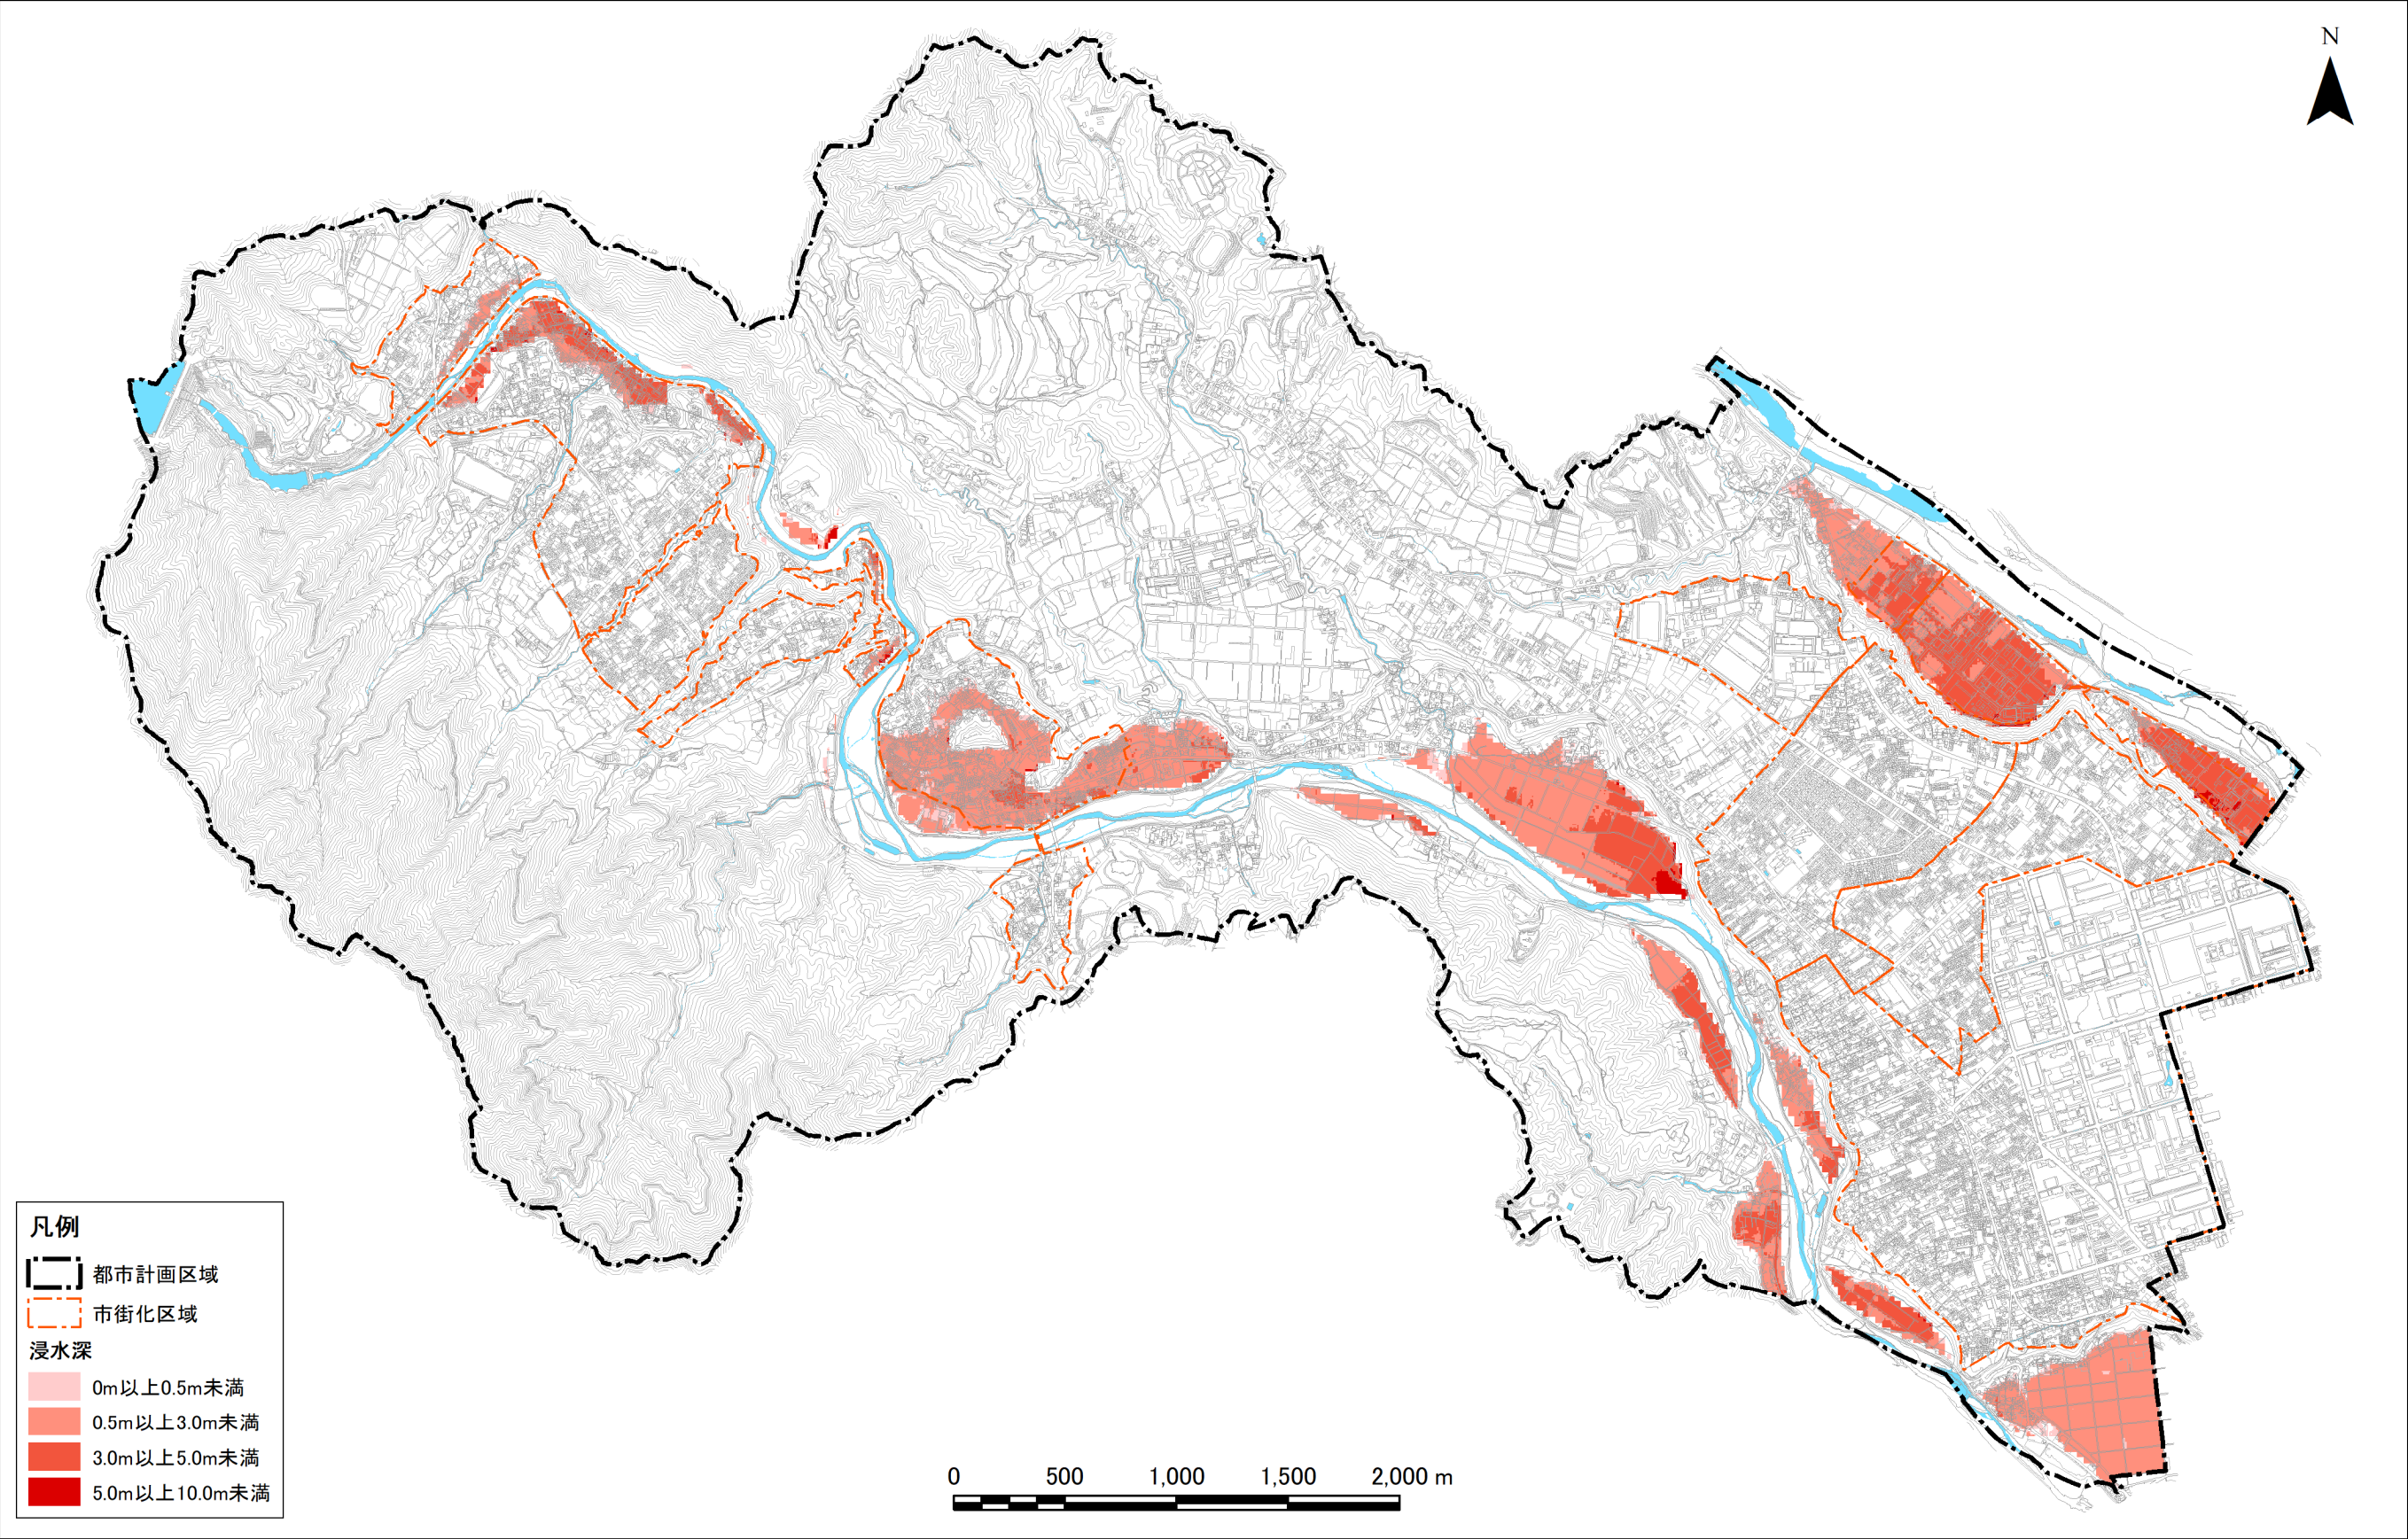 N
凡例
都市計画区域
市街化区域
浸水深
0m以上0.5m未満
0.5m以上3.0m未満
3.0m以上5.0m未満
5.0m以上10.0m未満
0 500 1,000 1,500 2,000 m